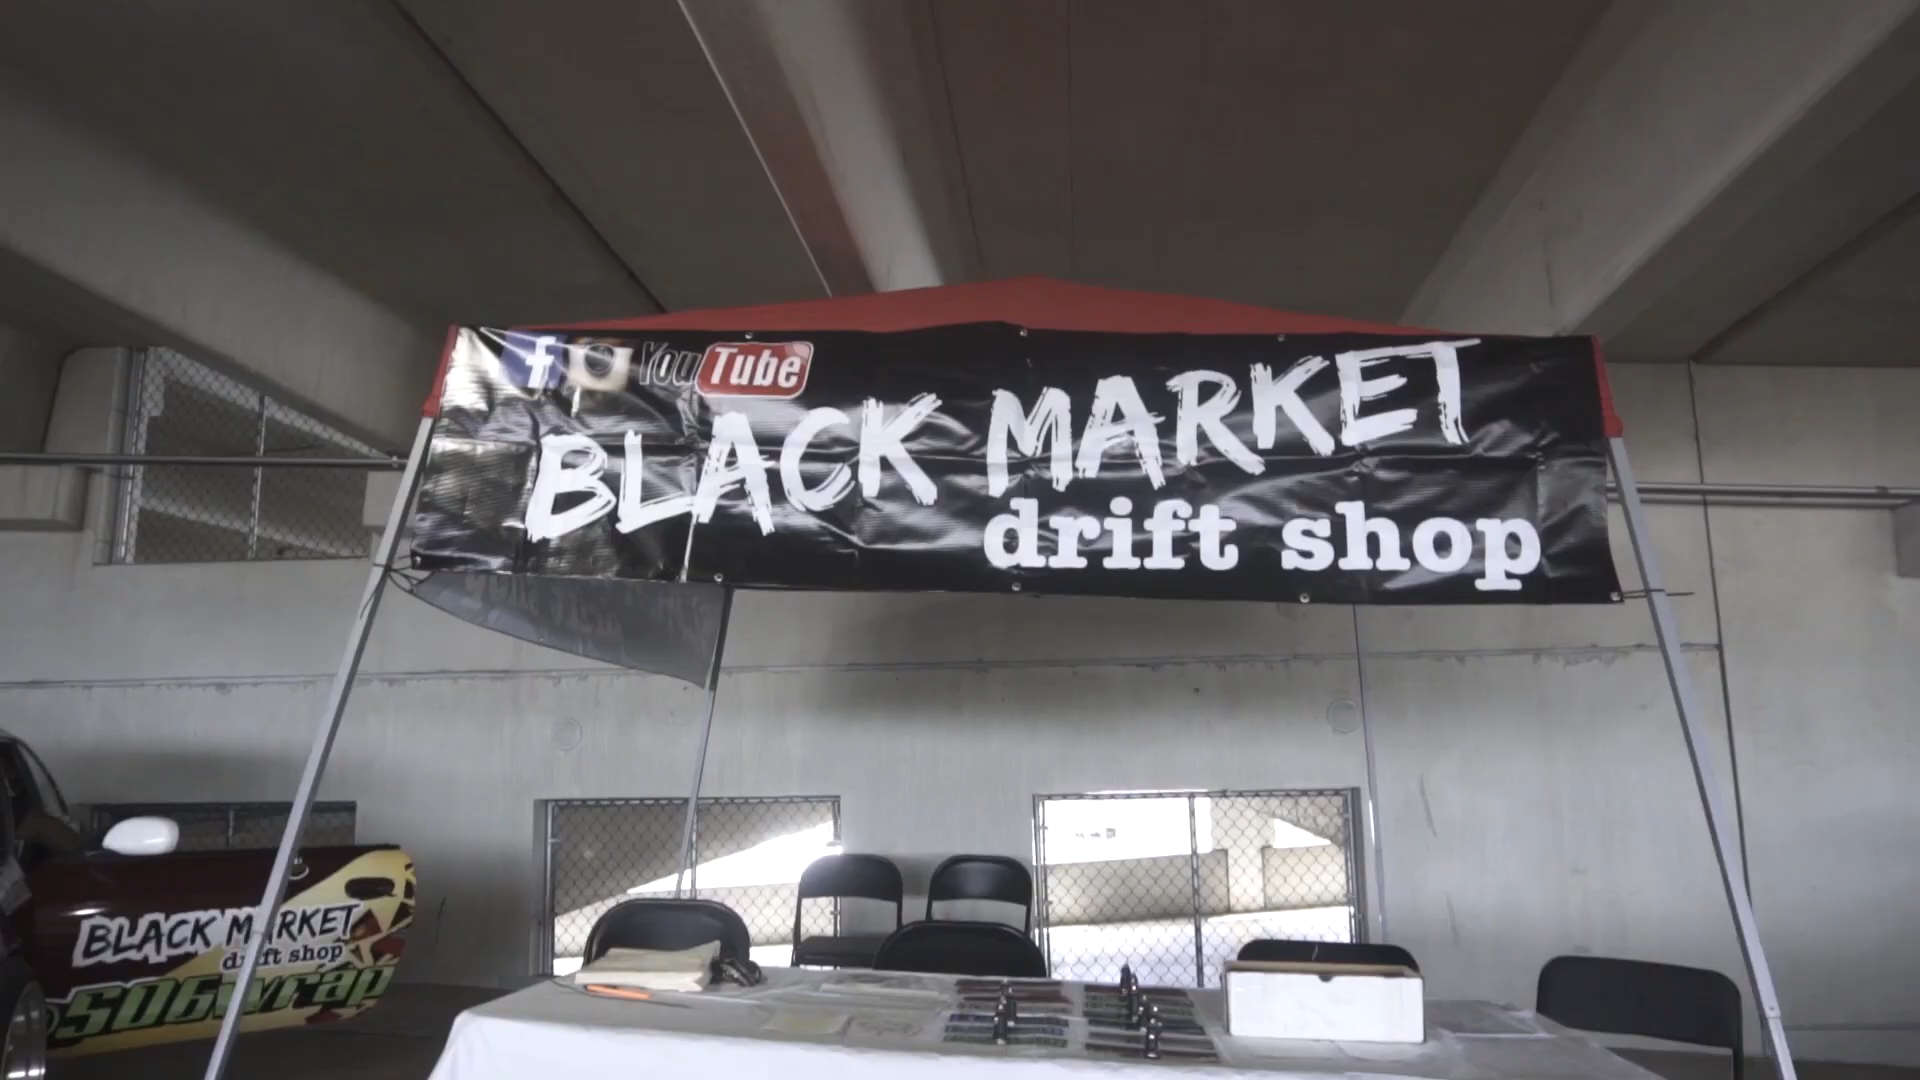 f YouTube
BLACK MARKET
drift shop
BLACK MARKET
drift shop
@506wrap